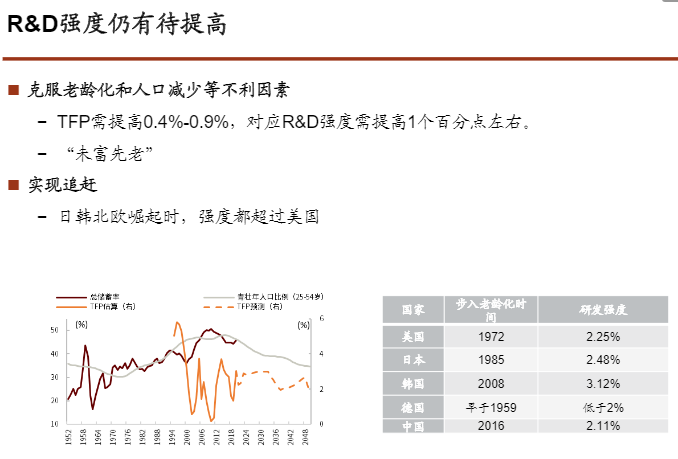 R&D强度仍有待提高
克服老龄化和人口减少等不利因素
– TFP需提高0.4%-0.9%，对应R&D强度需提高1个百分点左右。
– “未富先老”
实现追赶
– 日韩北欧崛起时，强度都超过美国
总储蓄率 青壮年人口比例（25-54岁）
TFP估算（右） TFP预测（右）
(%) (%)
50 40 30 20 10
6 4 2 0
1952 1958 1964 1970 1976 1982 1988 1994 2000 2006 2012 2018 2024 2030 2036 2042 2048
国家 步入老龄化时间 研发强度
美国 1972 2.25%
日本 1985 2.48%
韩国 2008 3.12%
德国 早于1959 低于2%
中国 2016 2.11%